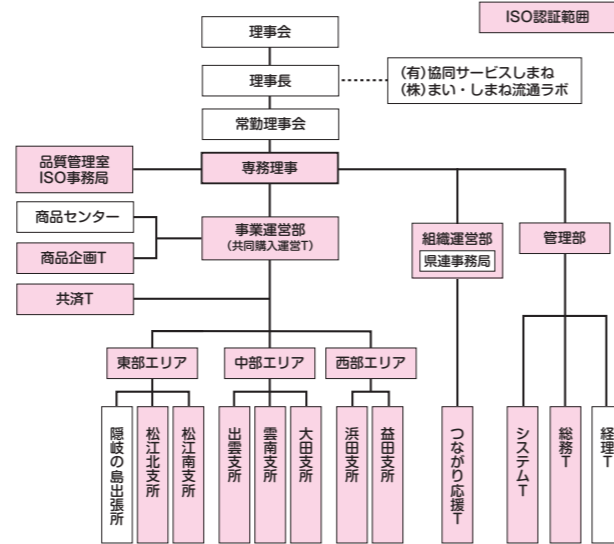 ISO認証範囲
理事会
理事長
(有)協同サービスしまね
(株)まい・しまね流通ラボ
常勤理事会
品質管理室
ISO事務局
専務理事
商品センター
商品企画T
事業運営部
(共同購入運営T)
組織運営部
県連事務局
管理部
共済T
東部エリア
中部エリア
西部エリア
隠岐の島出張所
松江北支所
松江南支所
出雲支所
雲南支所
大田支所
浜田支所
益田支所
つながり応援T
システムT
総務T
経理T